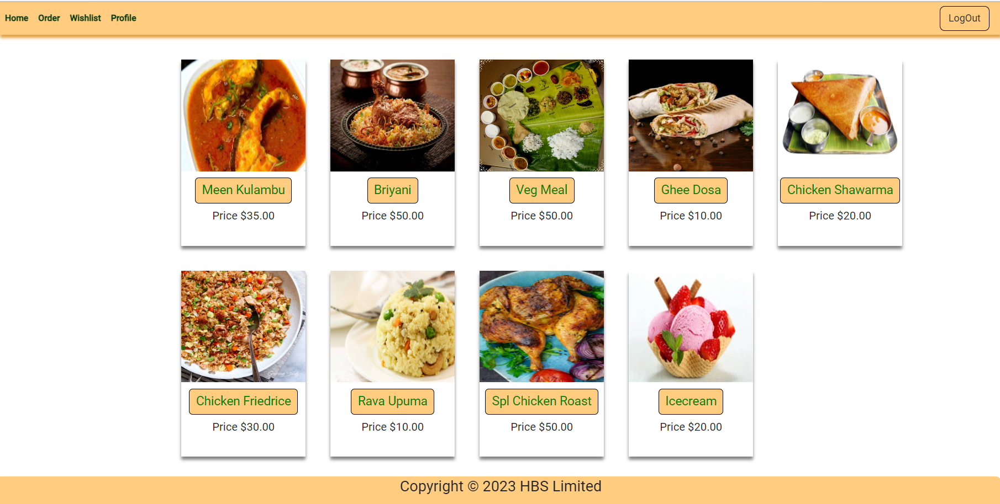 Home Order Wishlist Profile LogOut
Meen Kulambu
Price $35.00
Briyani
Price $50.00
Veg Meal
Price $50.00
Ghee Dosa
Price $10.00
Chicken Shawarma
Price $20.00
Chicken Friedrice
Price $30.00
Rava Upuma
Price $10.00
Spl Chicken Roast
Price $50.00
Icecream
Price $20.00
Copyright © 2023 HBS Limited